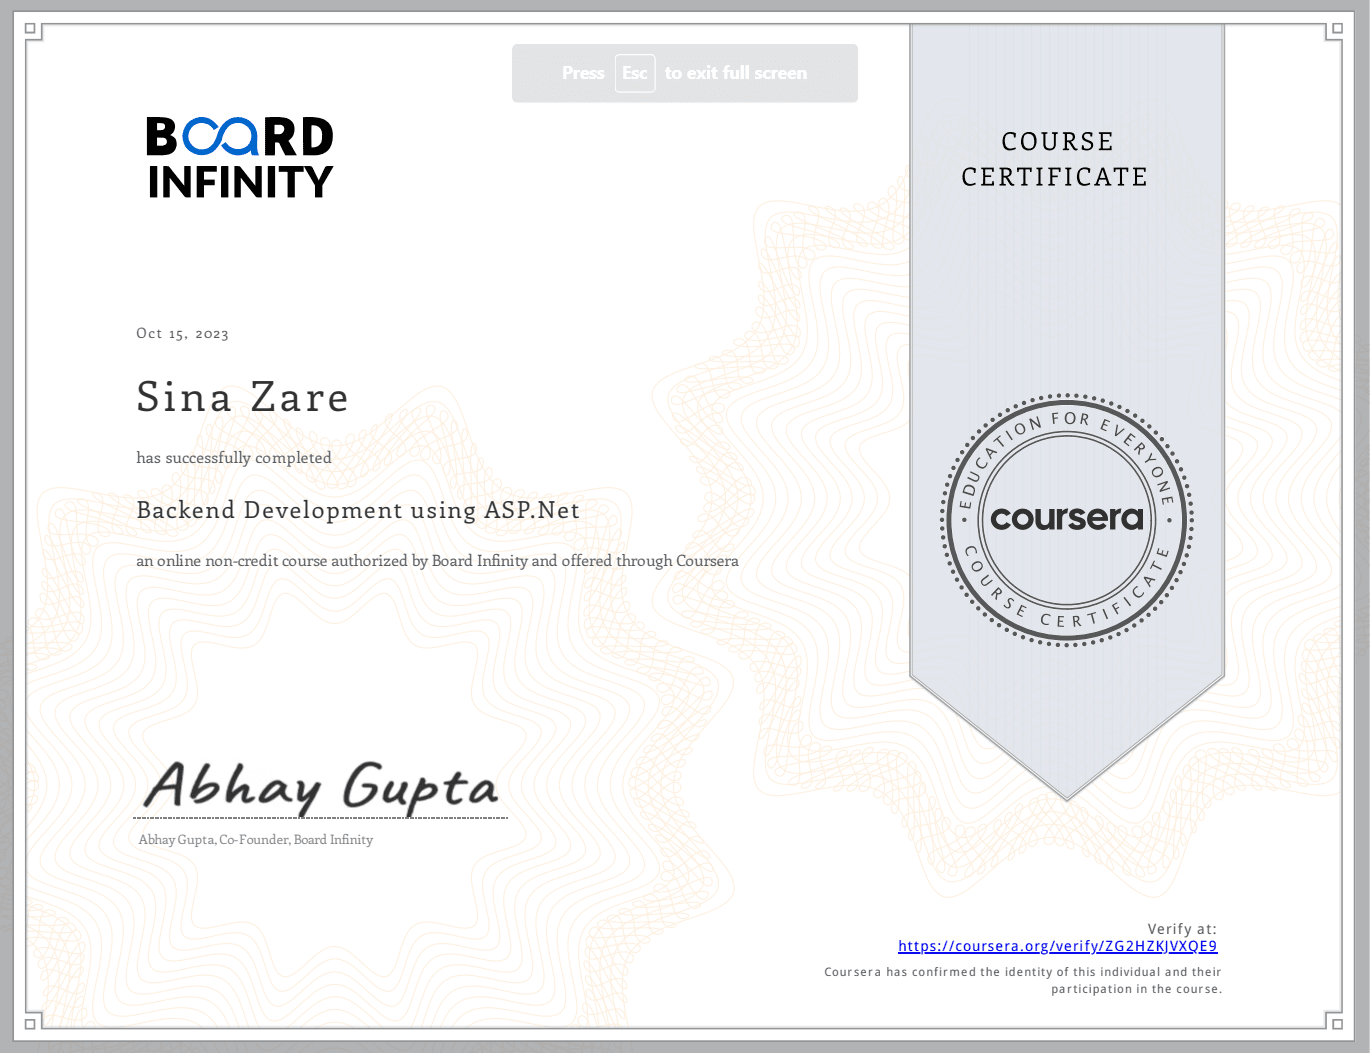 Press Esc to exit full screen
BOARD
INFINITY
COURSE
CERTIFICATE
Oct 15, 2023
Sina Zare
has successfully completed
Backend Development using ASP.Net
an online non-credit course authorized by Board Infinity and offered through Coursera
EDUCATION FOR EVERYONE
coursera
COURSE CERTIFICATE
Abhay Gupta
Abhay Gupta, Co-Founder, Board Infinity
Verify at:
https://coursera.org/verify/ZG2HZKJVXQE9
Coursera has confirmed the identity of this individual and their
participation in the course.